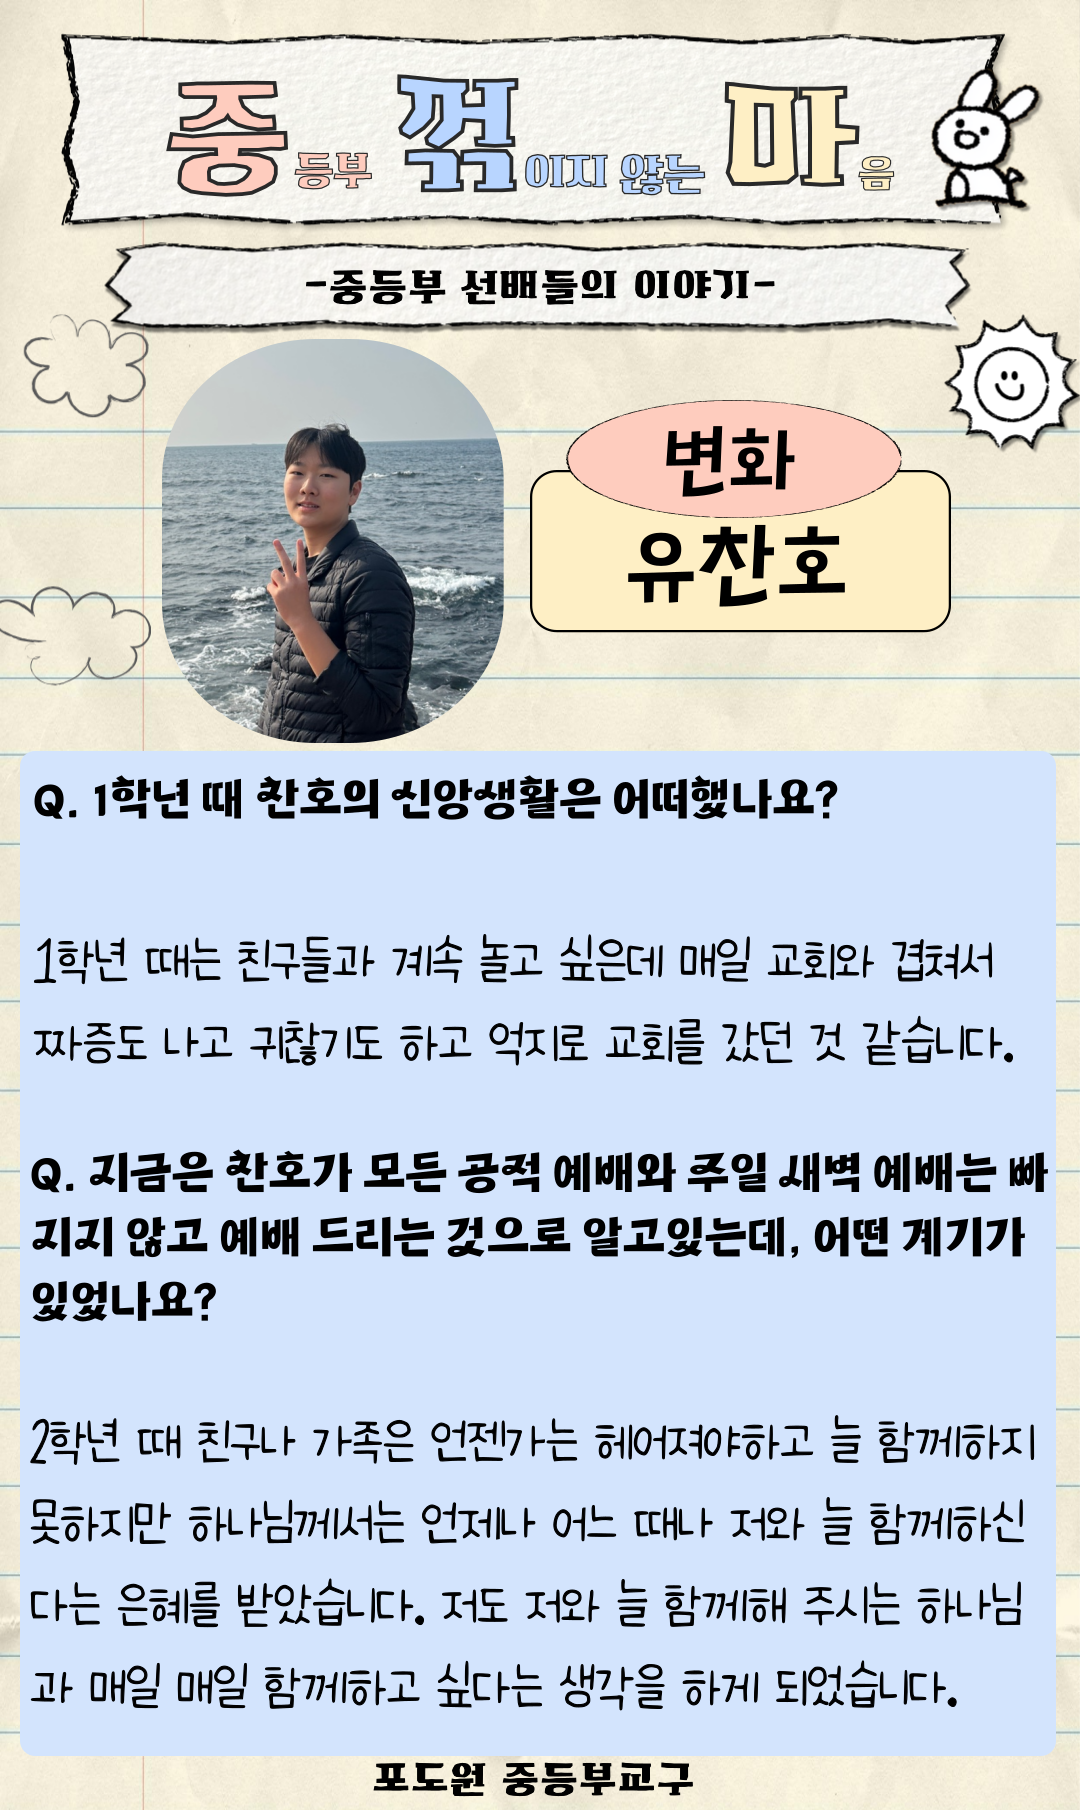 중등부 꺾이지 않는 마음
-중등부 선배들의 이야기-
변화
유찬호
Q. 1학년 때 찬호의 신앙생활은 어떠했나요?
1학년 때는 친구들과 계속 놀고 싶은데 매일 교회와 겹쳐서
짜증도 나고 귀찮기도 하고 억지로 교회를 갔던 것 같습니다.
Q. 지금은 찬호가 모든 공적 예배와 주일 새벽 예배는 빠
지지 않고 예배 드리는 것으로 알고있는데, 어떤 계기가
있었나요?
2학년 때 친구나 가족은 언젠가는 헤어져야하고 늘 함께하지
못하지만 하나님께서는 언제나 어느 때나 저와 늘 함께하신
다는 은혜를 받았습니다. 저도 저와 늘 함께해 주시는 하나님
과 매일 매일 함께하고 싶다는 생각을 하게 되었습니다.
포도원 중등부교구